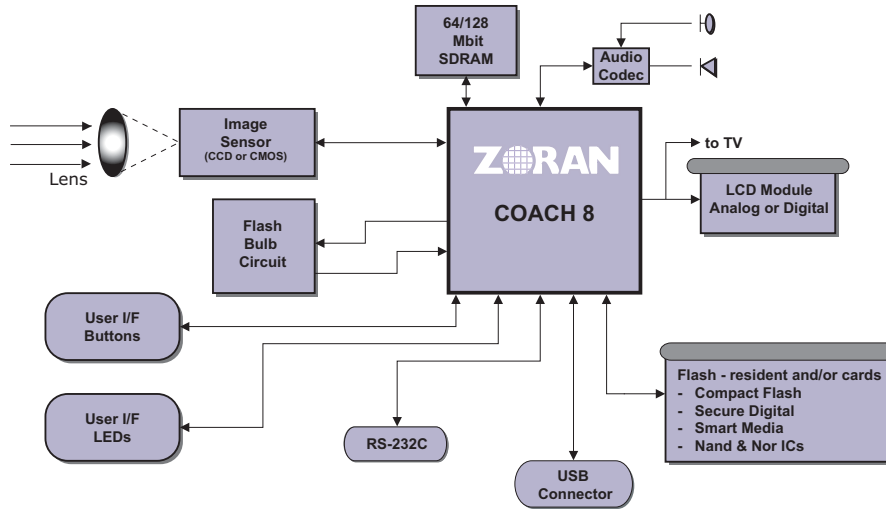 64/128
Mbit
SDRAM
Audio
Codec
Image
Sensor
(CCD or CMOS)
Lens
ZORAN
COACH 8
to TV
LCD Module
Analog or Digital
Flash
Bulb
Circuit
User I/F
Buttons
User I/F
LEDs
RS-232C
USB
Connector
Flash - resident and/or cards
- Compact Flash
- Secure Digital
- Smart Media
- Nand & Nor ICs